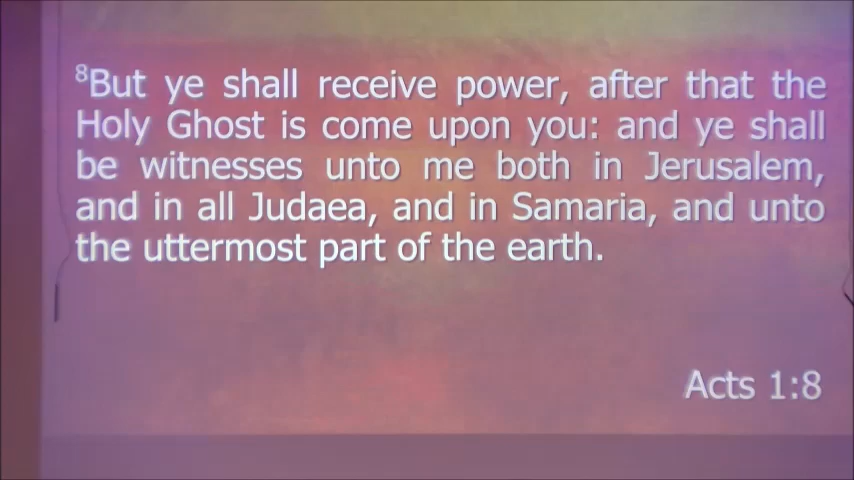 ⁸But ye shall receive power, after that the
Holy Ghost is come upon you: and ye shall
be witnesses unto me both in Jerusalem,
and in all Judaea, and in Samaria, and unto
the uttermost part of the earth.
Acts 1:8